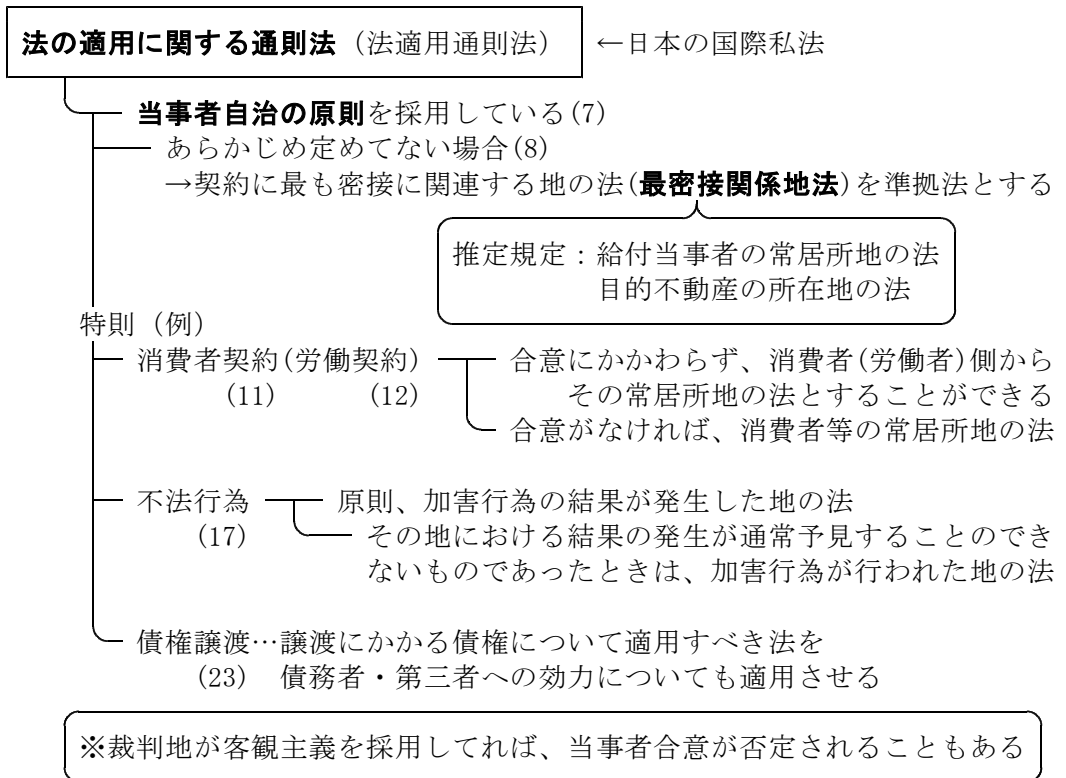 法の適用に関する通則法 (法適用通則法) ←日本の国際私法
当事者自治の原則を採用している(7)
あらかじめ定めてない場合(8)
→契約に最も密接に関連する地の法(最密接関係地法)を準拠法とする
推定規定：給付当事者の常居所地の法
目的不動産の所在地の法
特則 (例)
消費者契約(労働契約) 合意にかかわらず、消費者(労働者)側から
(11) (12) その常居所地の法とすることができる
合意がなければ、消費者等の常居所地の法
不法行為 原則、加害行為の結果が発生した地の法
(17) その地における結果の発生が通常予見することのでき
ないものであったときは、加害行為が行われた地の法
債権譲渡…譲渡にかかる債権について適用すべき法を
(23) 債務者・第三者への効力についても適用させる
※裁判地が客観主義を採用してれば、当事者合意が否定されることもある